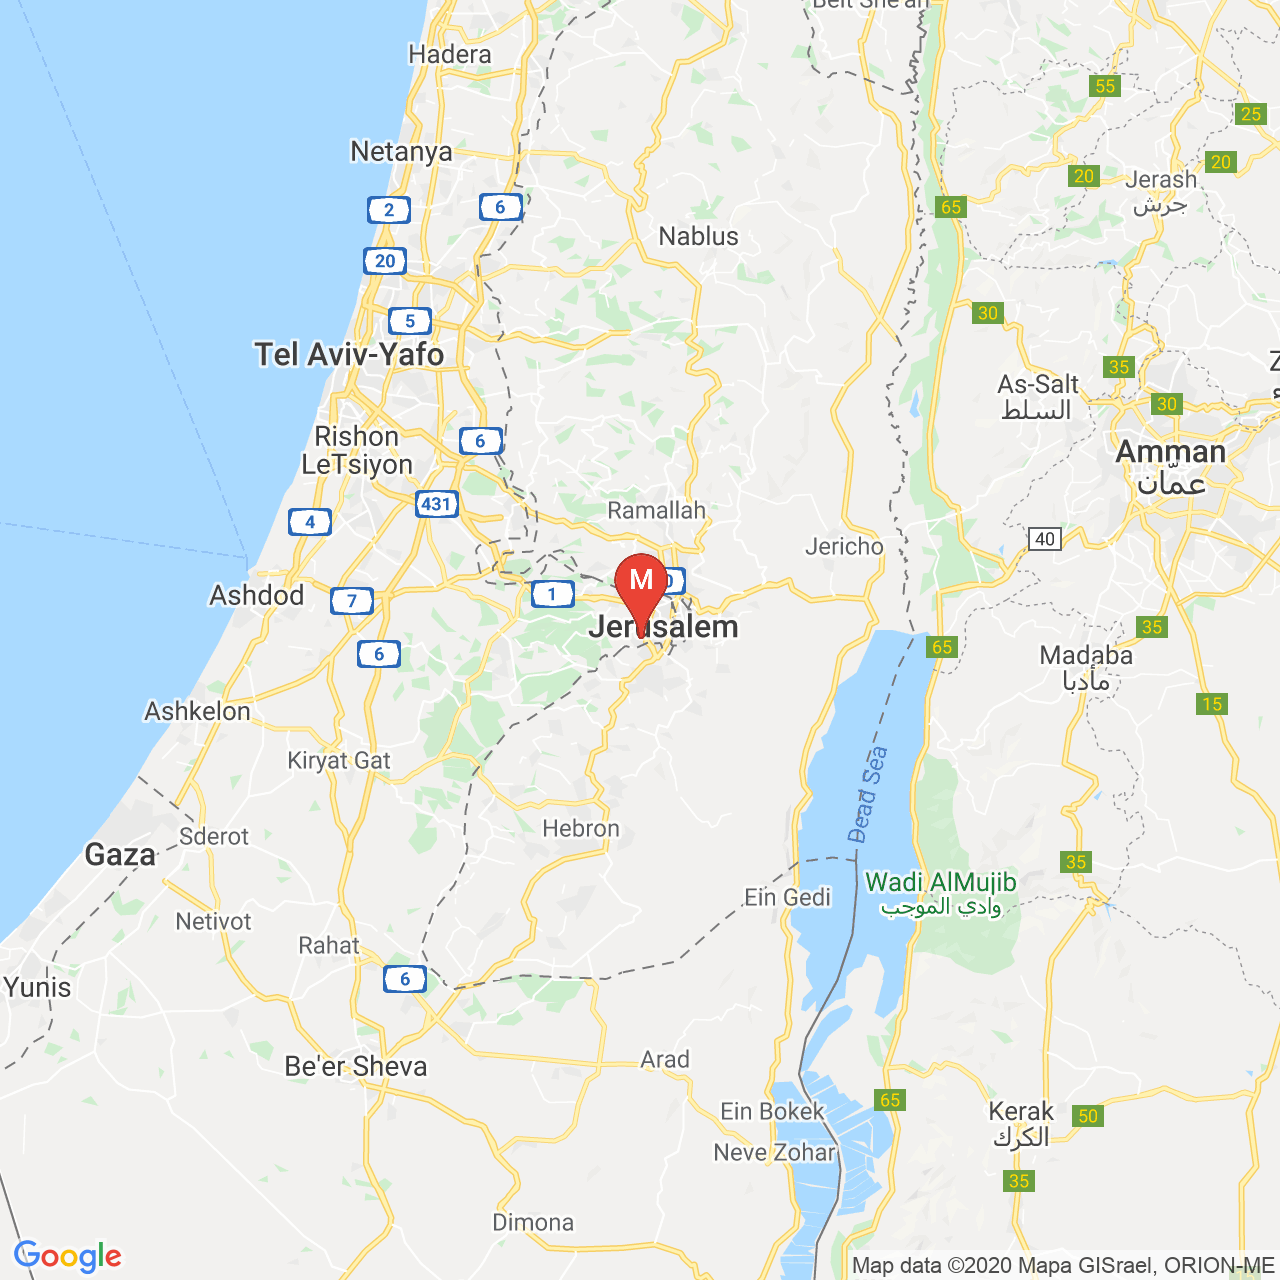 Beit She'an
Hadera
55
25
Netanya
20
20
Jerash
جرش
2
6
65
Nablus
20
5
30
Tel Aviv-Yafo
35
As-Salt
السلط
30
Rishon
LeTsiyon
6
Amman
عمّان
431
4
Ramallah
40
Jericho
M
1
Ashdod
7
Jerusalem
35
6
65
Madaba
مأدبا
Ashkelon
15
Kiryat Gat
Dead Sea
Hebron
Sderot
Gaza
35
Wadi AlMujib
وادي الموجب
Ein Gedi
Netivot
Rahat
6
Yunis
Arad
Be'er Sheva
65
Ein Bokek
Kerak
الكرك
50
Neve Zohar
35
Dimona
Google
Map data ©2020 Mapa GISrael, ORION-ME